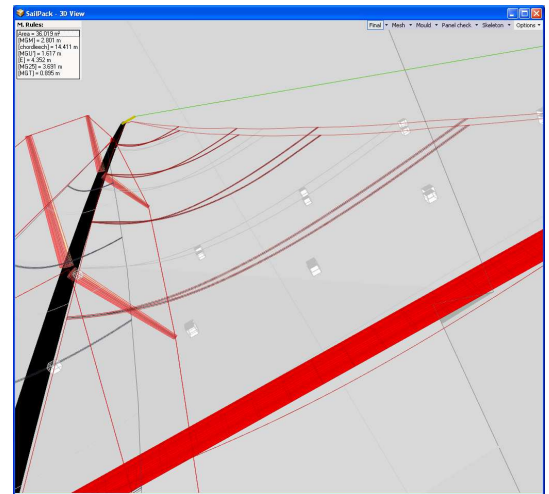 SailPack - 3D View
M. Rules:
Area = 36.019 m²
[MGM] = 2.801 m
[chordleech] = 14.411 m
[MGU] = 1.617 m
[E] = 4.352 m
[MG25] = 3.691 m
[MGT] = 0.895 m
Final Mesh Mould Panel check Skeleton Options